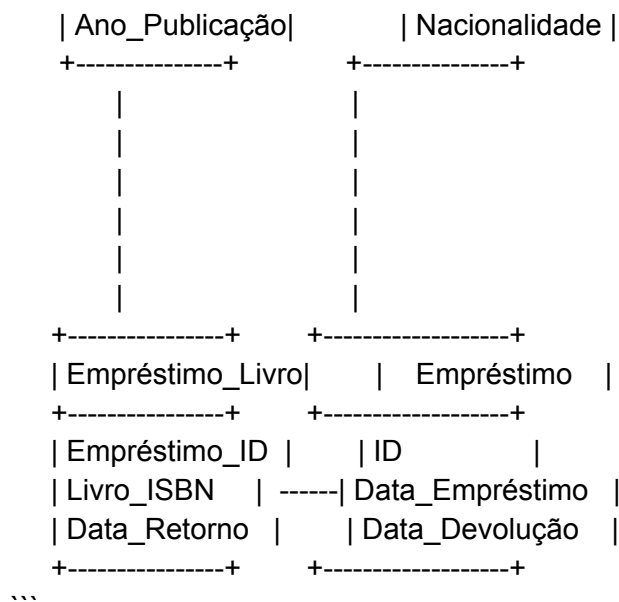 | Ano_Publicação|             | Nacionalidade |
+---------------+             +---------------+
        |                             |
        |                             |
        |                             |
        |                             |
        |                             |
        |                             |
+----------------+        +-------------------+
| Empréstimo_Livro|        |    Empréstimo    |
+----------------+        +-------------------+
| Empréstimo_ID  |        | ID                |
| Livro_ISBN     | ------| Data_Empréstimo   |
| Data_Retorno   |        | Data_Devolução    |
+----------------+        +-------------------+
```